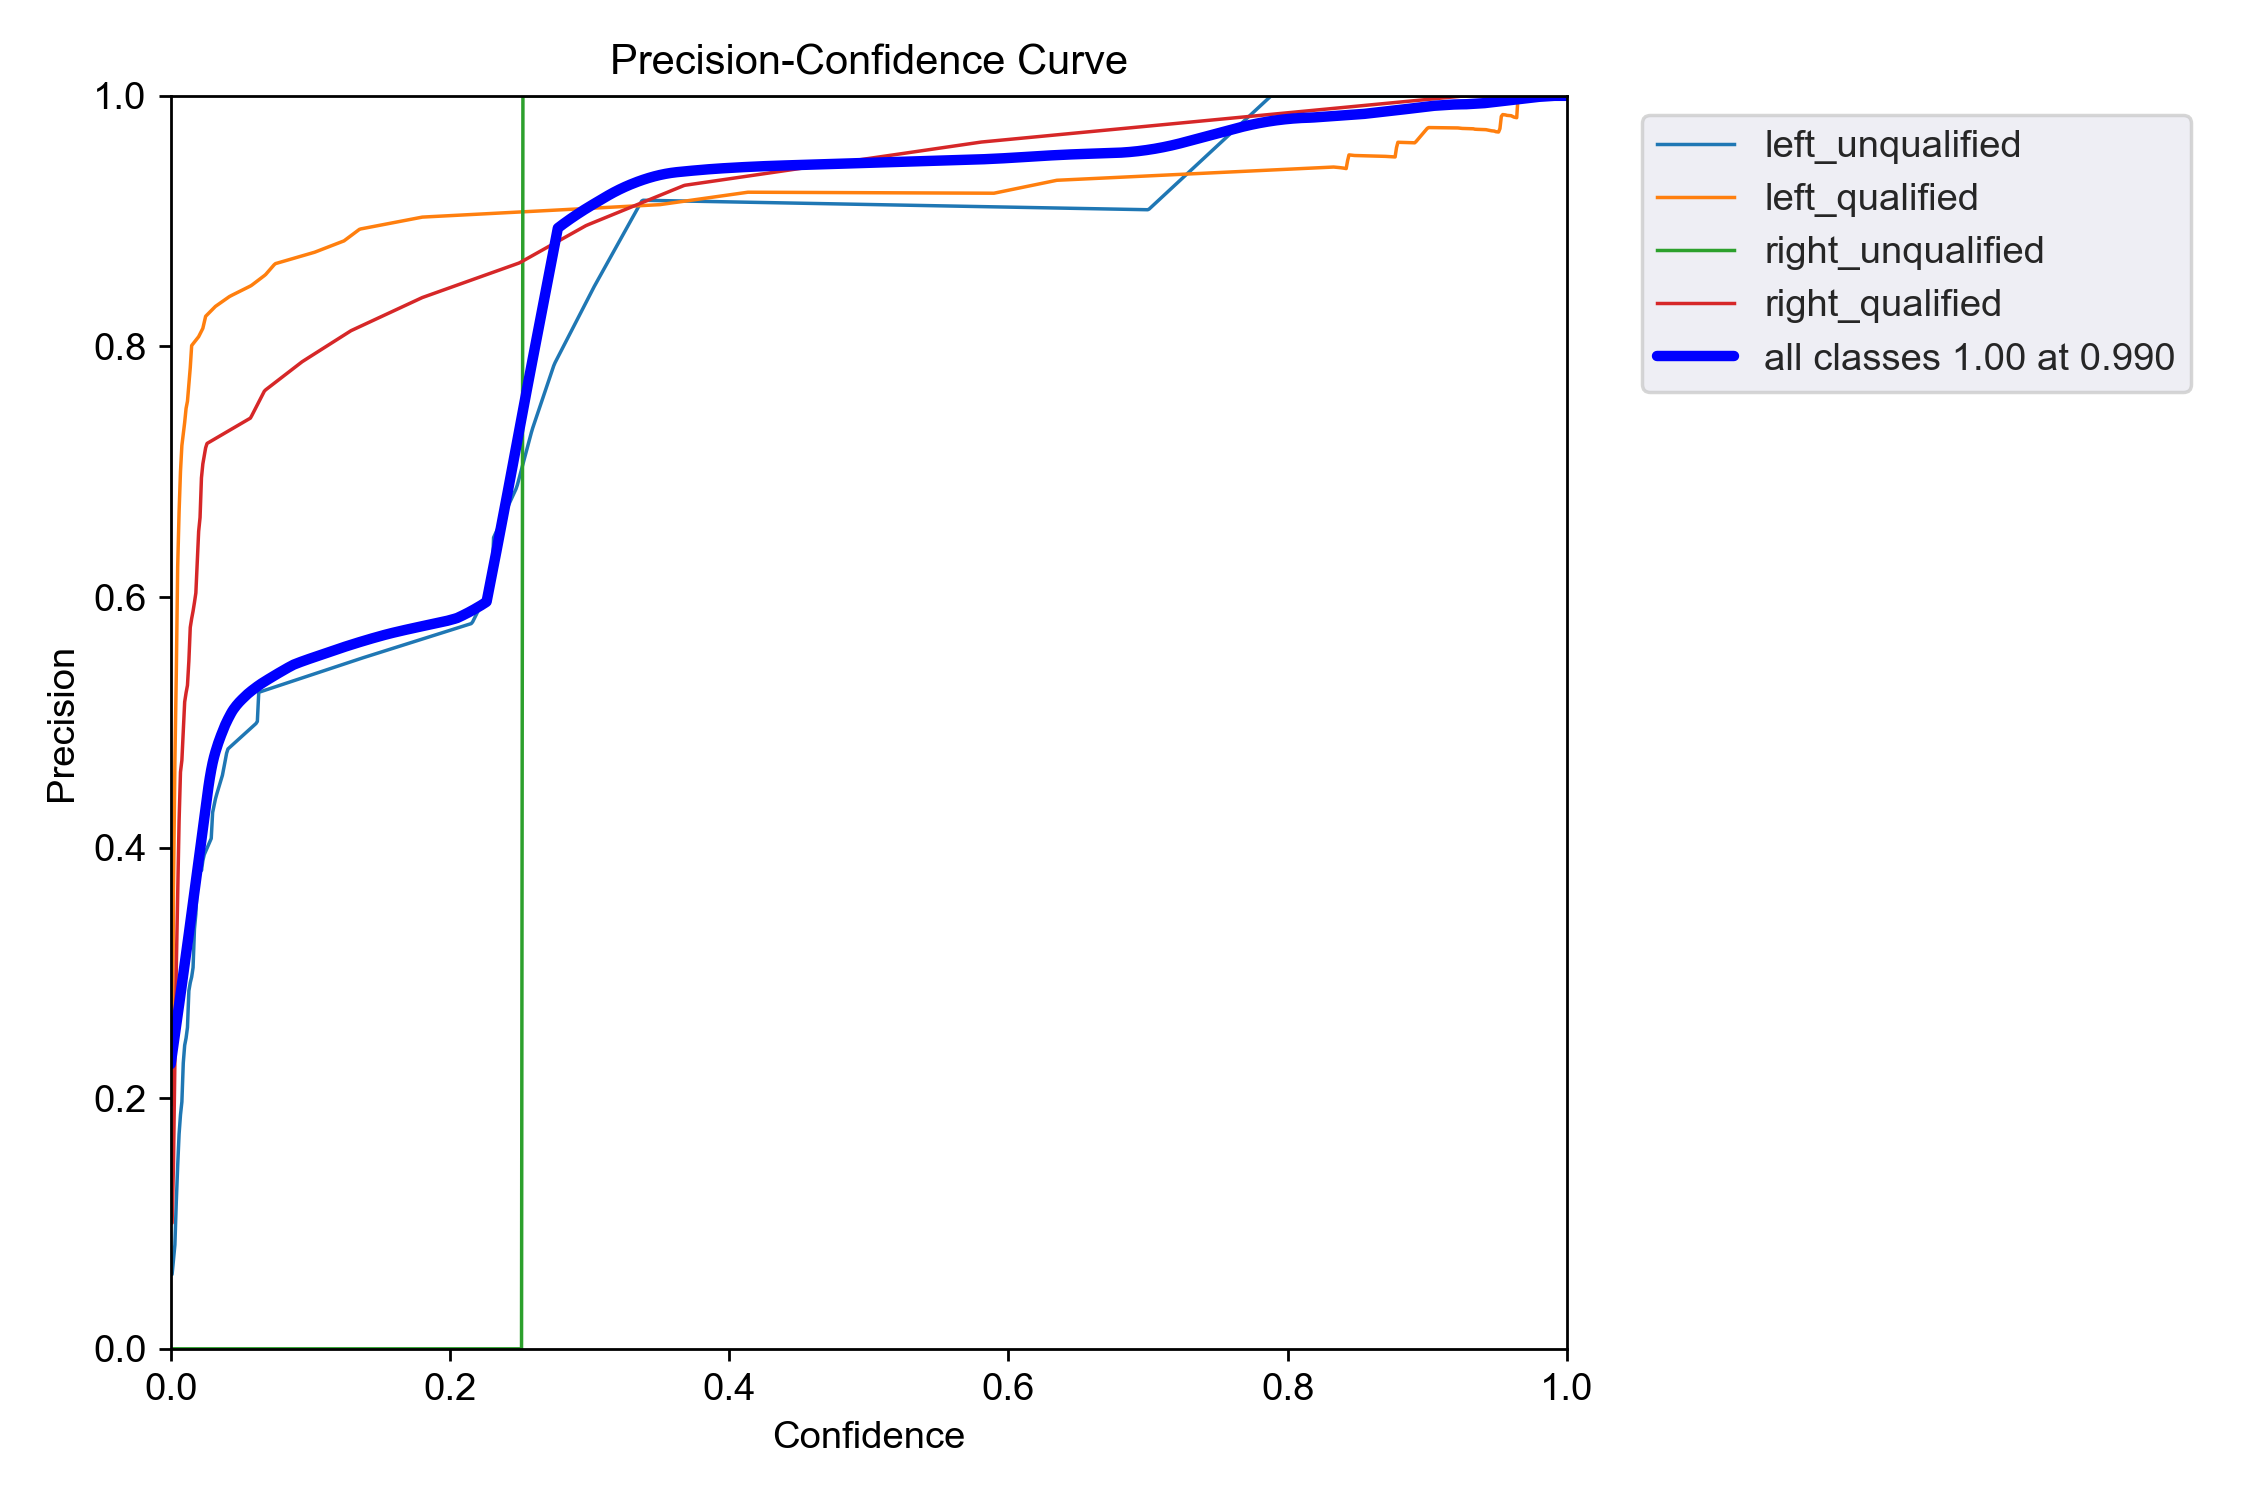 Precision-Confidence Curve
1.0
0.8
0.6
0.4
0.2
0.0
Precision
0.0 0.2 0.4 0.6 0.8 1.0
Confidence
left_unqualified
left_qualified
right_unqualified
right_qualified
all classes 1.00 at 0.990